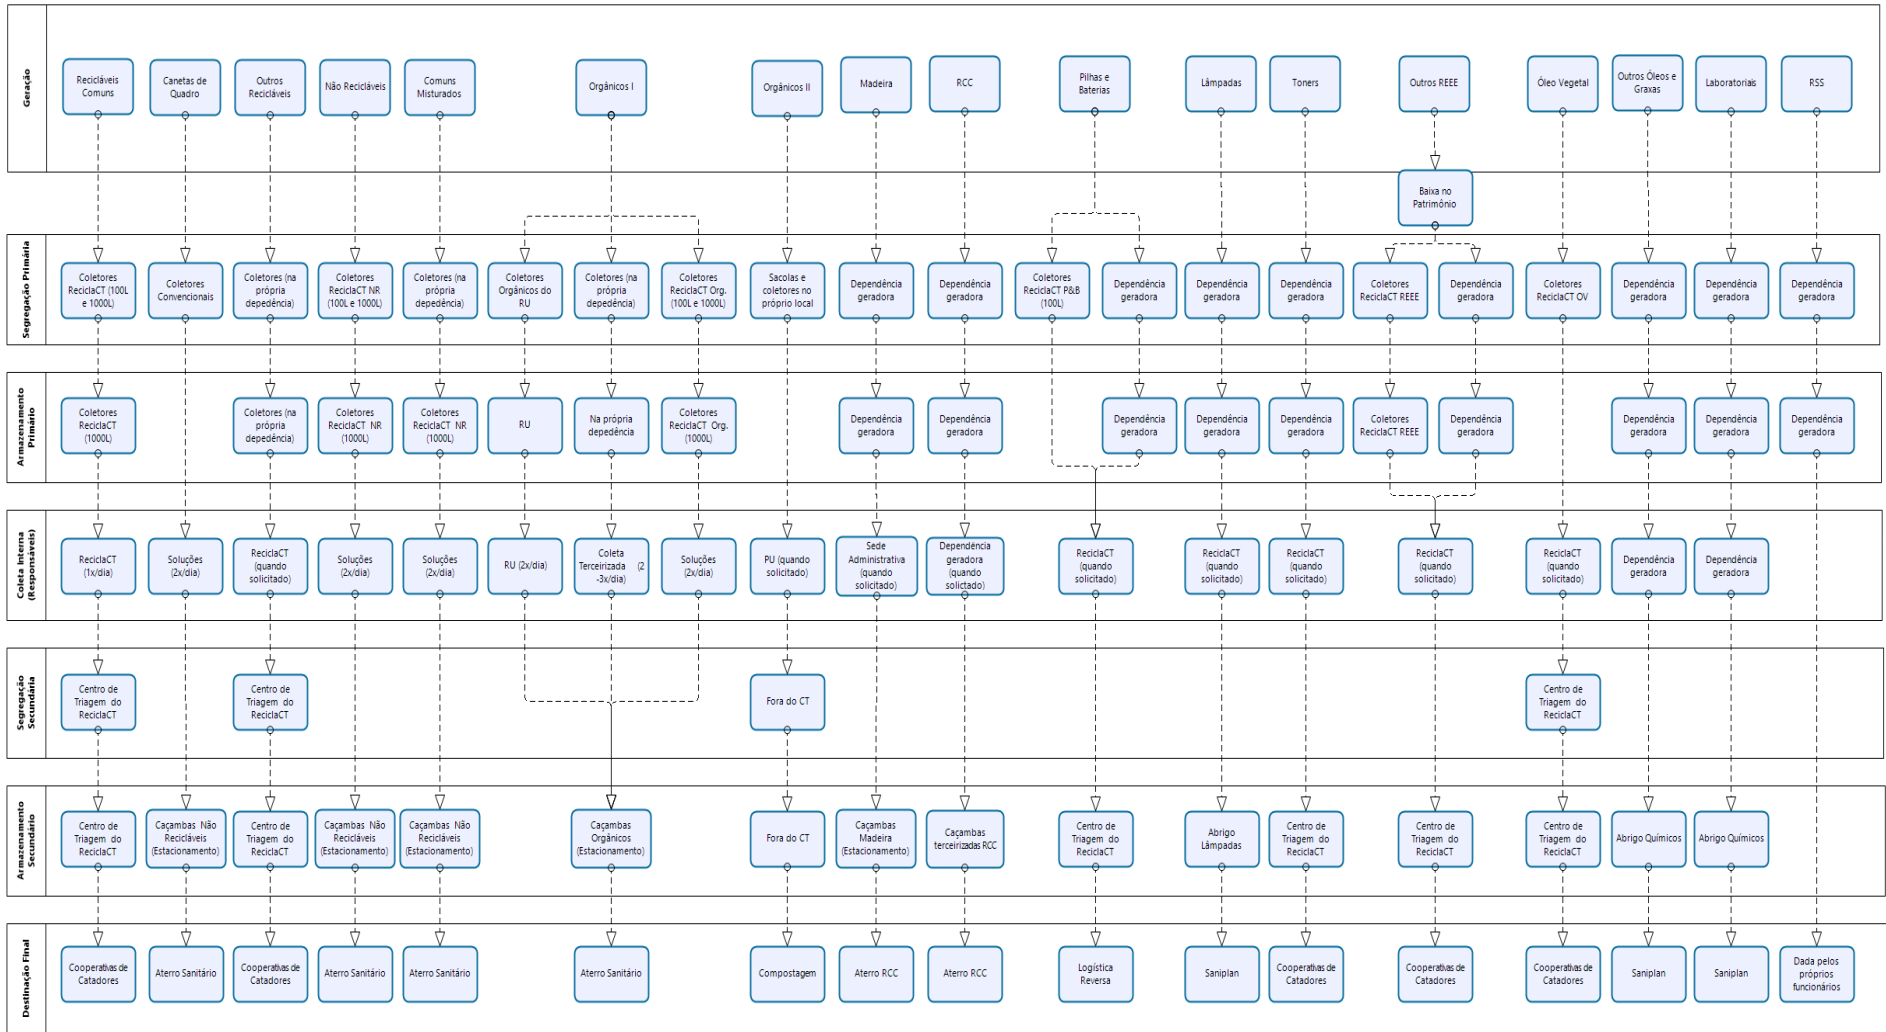 Geração
Recicláveis
Comuns
Canetas de
Quadro
Outros
Recicláveis
Não Recicláveis
Comuns
Misturados
Orgânicos I
Orgânicos II
Madeira
RCC
Pilhas e
Baterias
Lâmpadas
Toners
Outros REEE
Óleo Vegetal
Outros Óleos e
Graxas
Laboratoriais
RSS
Baixa no
Patrimônio
Segregação Primária
Coletores
ReciclaCT (100L
e 1000L)
Coletores
Convencionais
Coletores (na
própria
depedência)
Coletores
ReciclaCT NR
(100L e 1000L)
Coletores (na
própria
depedência)
Coletores
Orgânicos do
RU
Coletores (na
própria
depedência)
Coletores
ReciclaCT Org.
(100L e 1000L)
Sacolas e
coletores no
próprio local
Dependência
geradora
Dependência
geradora
Coletores
ReciclaCT P&B
(100L)
Dependência
geradora
Dependência
geradora
Dependência
geradora
Coletores
ReciclaCT REEE
Dependência
geradora
Coletores
ReciclaCT OV
Dependência
geradora
Dependência
geradora
Dependência
geradora
Armazenamento
Primário
Coletores
ReciclaCT
(1000L)
Coletores (na
própria
depedência)
Coletores
ReciclaCT NR
(1000L)
Coletores
ReciclaCT NR
(1000L)
RU
Na própria
depedência
Coletores
ReciclaCT Org.
(1000L)
Dependência
geradora
Dependência
geradora
Dependência
geradora
Dependência
geradora
Dependência
geradora
Coletores
ReciclaCT REEE
Dependência
geradora
Dependência
geradora
Dependência
geradora
Dependência
geradora
Coleta Interna
(Responsáveis)
ReciclaCT
(1x/dia)
Soluções
(2x/dia)
ReciclaCT
(quando
solicitado)
Soluções
(2x/dia)
Soluções
(2x/dia)
RU (2x/dia)
Coleta
Terceirizada (2
-3x/dia)
Soluções
(2x/dia)
PU (quando
solicitado)
Sede
Administrativa
(quando
solicitado)
Dependência
geradora
(quando
solictado)
ReciclaCT
(quando
solicitado)
ReciclaCT
(quando
solicitado)
ReciclaCT
(quando
solicitado)
ReciclaCT
(quando
solicitado)
ReciclaCT
(quando
solicitado)
Dependência
geradora
Dependência
geradora
Segregação
Secundária
Centro de
Triagem do
ReciclaCT
Centro de
Triagem do
ReciclaCT
Fora do CT
Centro de
Triagem do
ReciclaCT
Armazenamento
Secundário
Centro de
Triagem do
ReciclaCT
Caçambas Não
Recicláveis
(Estacionamento)
Centro de
Triagem do
ReciclaCT
Caçambas Não
Recicláveis
(Estacionamento)
Caçambas Não
Recicláveis
(Estacionamento)
Caçambas
Orgânicos
(Estacionamento)
Fora do CT
Caçambas
Madeira
(Estacionamento)
Caçambas
terceirizadas RCC
Centro de
Triagem do
ReciclaCT
Abrigo
Lâmpadas
Centro de
Triagem do
ReciclaCT
Centro de
Triagem do
ReciclaCT
Centro de
Triagem do
ReciclaCT
Abrigo Químicos
Abrigo Químicos
Destinação Final
Cooperativas de
Catadores
Aterro Sanitário
Cooperativas de
Catadores
Aterro Sanitário
Aterro Sanitário
Aterro Sanitário
Compostagem
Aterro RCC
Aterro RCC
Logística
Reversa
Saniplan
Cooperativas de
Catadores
Cooperativas de
Catadores
Cooperativas de
Catadores
Saniplan
Saniplan
Dada pelos
próprios
funcionários